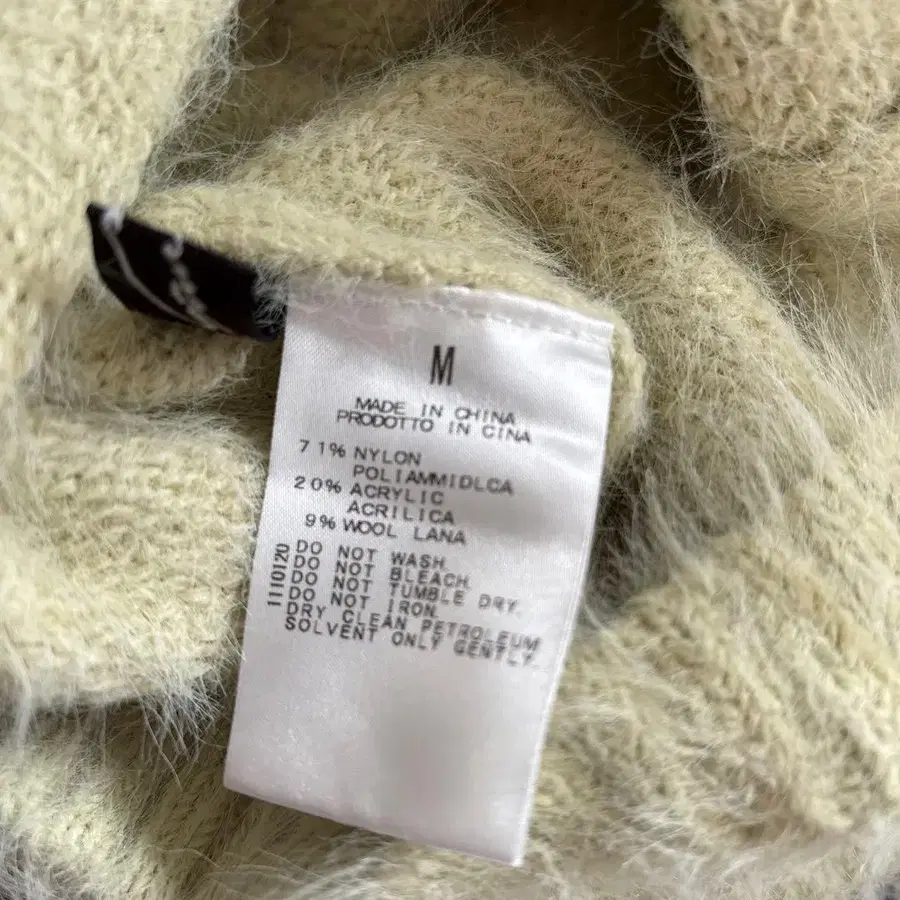 M
MADE IN CHINA
PRODOTTO IN CINA
71% NYLON
POLIAMMIDLCA
20% ACRYLIC
ACRILICA
9% WOOL LANA
DO NOT WASH.
DO NOT BLEACH.
DO NOT TUMBLE DRY.
DO NOT IRON.
DRY CLEAN PETROLEUM
SOLVENT ONLY GENTLY.
1110120